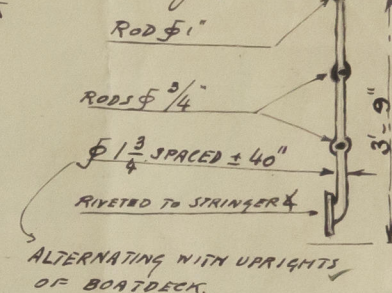 ROD ϕ 1"
RODS ϕ 3/4"
ϕ 1 3/4 SPACED ± 40"
3'-9"
RIVETED TO STRINGER ∡
ALTERNATING WITH UPRIGHTS
OF BOATDECK.